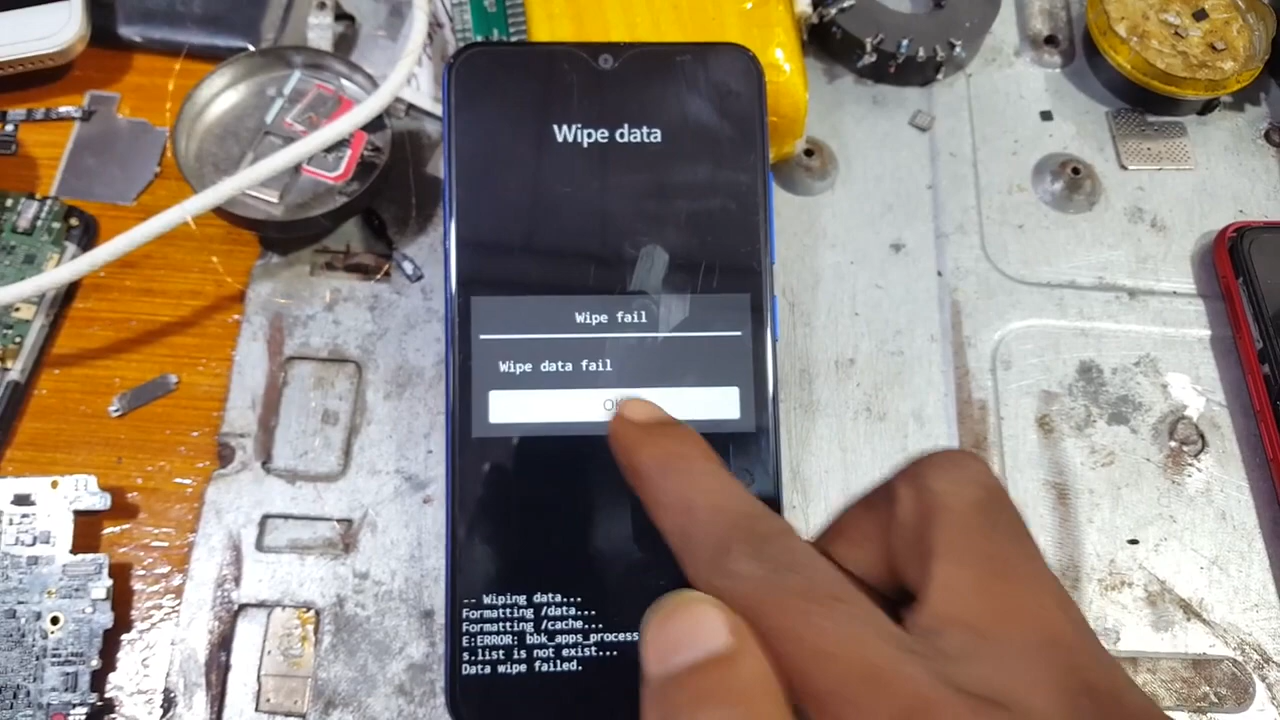 Wipe data
Wipe fail
Wipe data fail
OK
-- Wiping data...
Formatting /data...
Formatting /cache...
E:ERROR: bbk_apps_process
s.list is not exist...
Data wipe failed.